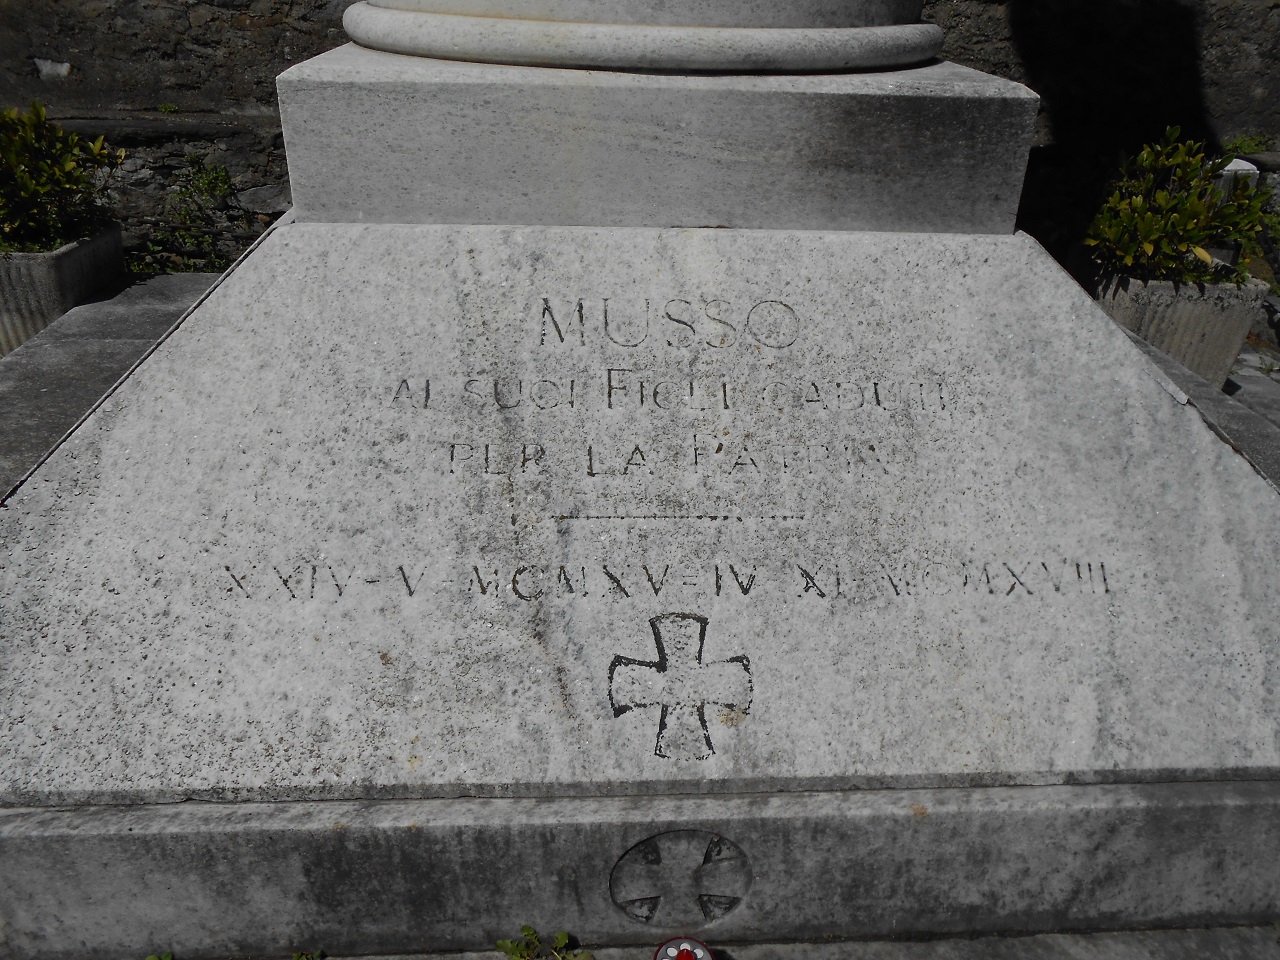 MUSSO
AI SUOI FIGLI CADUTI
PER LA PATRIA
XXIV-V-MCMXV-IV XI MCMXVIII